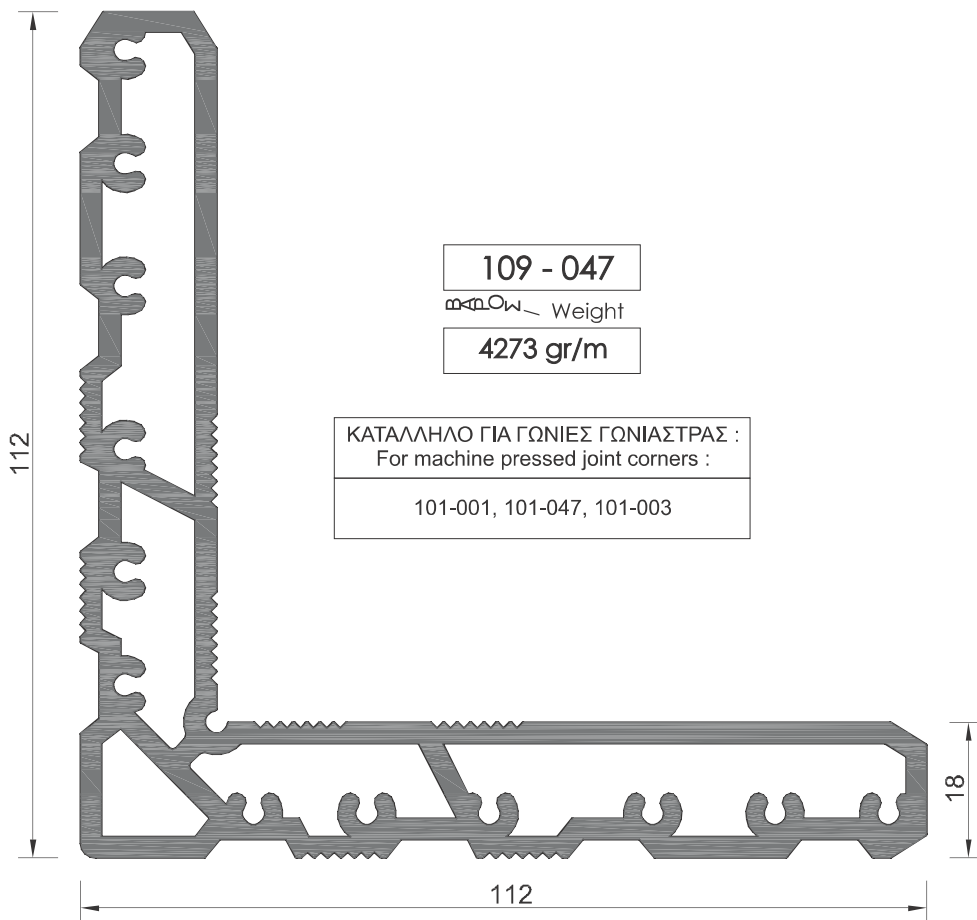 109 - 047
ΒΑΡΟΣ Weight
4273 gr/m
ΚΑΤΑΛΛΗΛΟ ΓΙΑ ΓΩΝΙΕΣ ΓΩΝΙΑΣΤΡΑΣ :
For machine pressed joint corners :
101-001, 101-047, 101-003
112
18
112